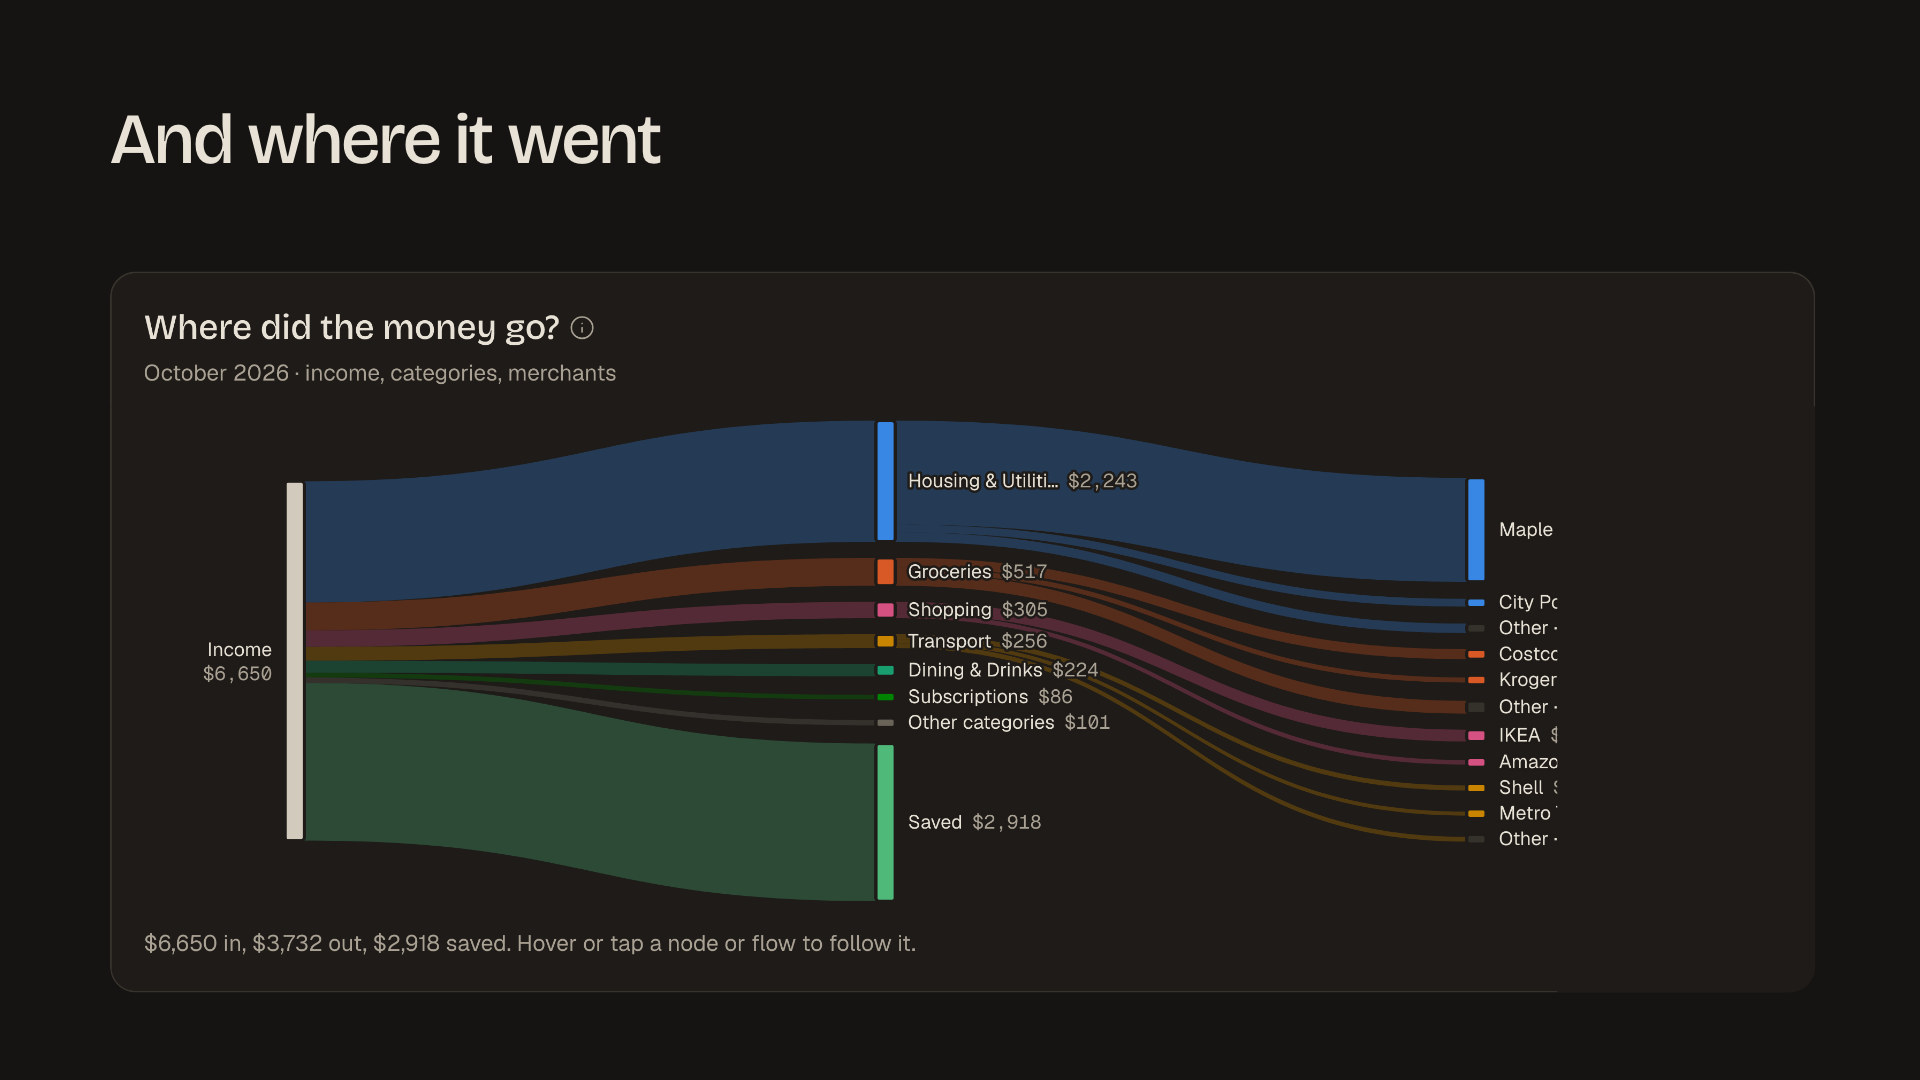 And where it went
Where did the money go?
October 2026 · income, categories, merchants
Income
$6,650
Housing & Utiliti... $2,243
Groceries $517
Shopping $305
Transport $256
Dining & Drinks $224
Subscriptions $86
Other categories $101
Saved $2,918
Maple
City
Other ·
Costco
Kroger
Other ·
IKEA
Shell
Metro
Other ·
$6,650 in, $3,732 out, $2,918 saved. Hover or tap a node or flow to follow it.